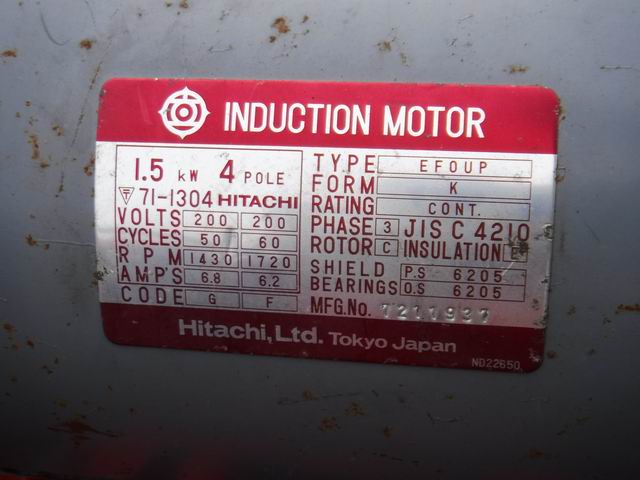 INDUCTION MOTOR
1.5 kW 4 POLE
71-1304 HITACHI
VOLTS 200 200
CYCLES 50 60
RPM 1430 1720
AMP'S 6.8 6.2
CODE G F
TYPE EFOUP
FORM K
RATING CONT.
PHASE 3 JIS C 4210
ROTOR C INSULATION E
SHIELD P.S 6205
BEARINGS O.S 6205
MFG.No. 7211937
Hitachi, Ltd. Tokyo Japan
ND22650